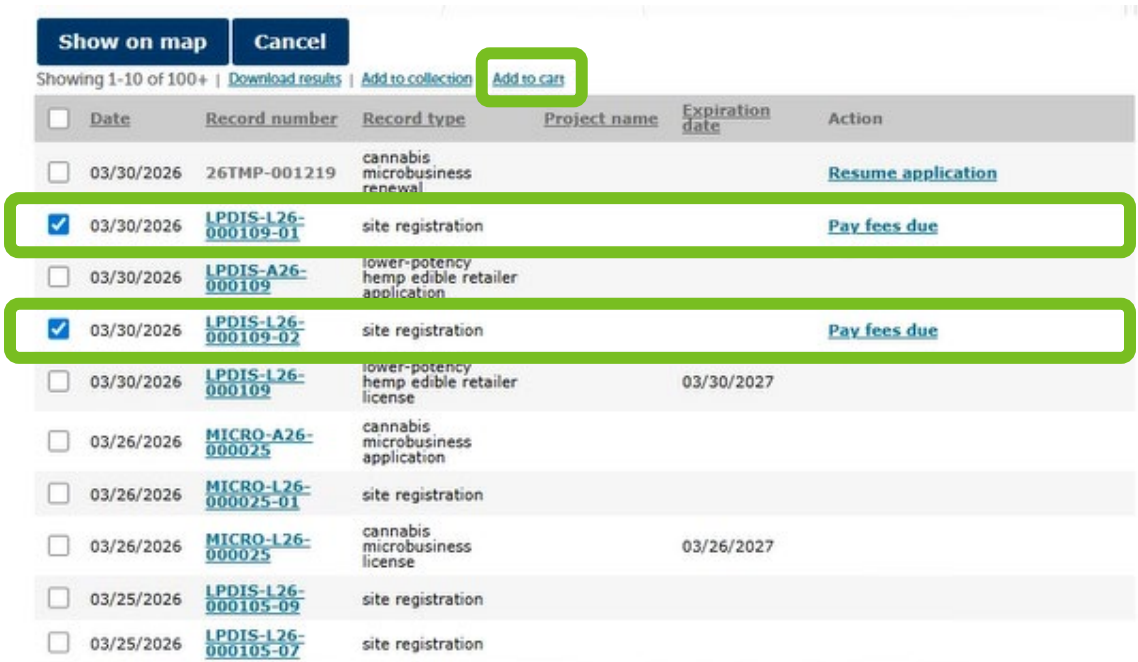 Show on map Cancel
Showing 1-10 of 100+ | Download results | Add to collection Add to cart
Date Record number Record type Project name Expiration date Action
03/30/2026 26TMP-001219 cannabis microbusiness renewal Resume application
03/30/2026 LPDIS-L26-000109-01 site registration Pay fees due
03/30/2026 LPDIS-A26-000109 lower-potency hemp edible retailer application
03/30/2026 LPDIS-L26-000109-02 site registration Pay fees due
03/30/2026 LPDIS-L26-000109 lower-potency hemp edible retailer license 03/30/2027
03/26/2026 MICRO-A26-000025 cannabis microbusiness application
03/26/2026 MICRO-L26-000025-01 site registration
03/26/2026 MICRO-L26-000025 cannabis microbusiness license 03/26/2027
03/25/2026 LPDIS-L26-000105-09 site registration
03/25/2026 LPDIS-L26-000105-07 site registration